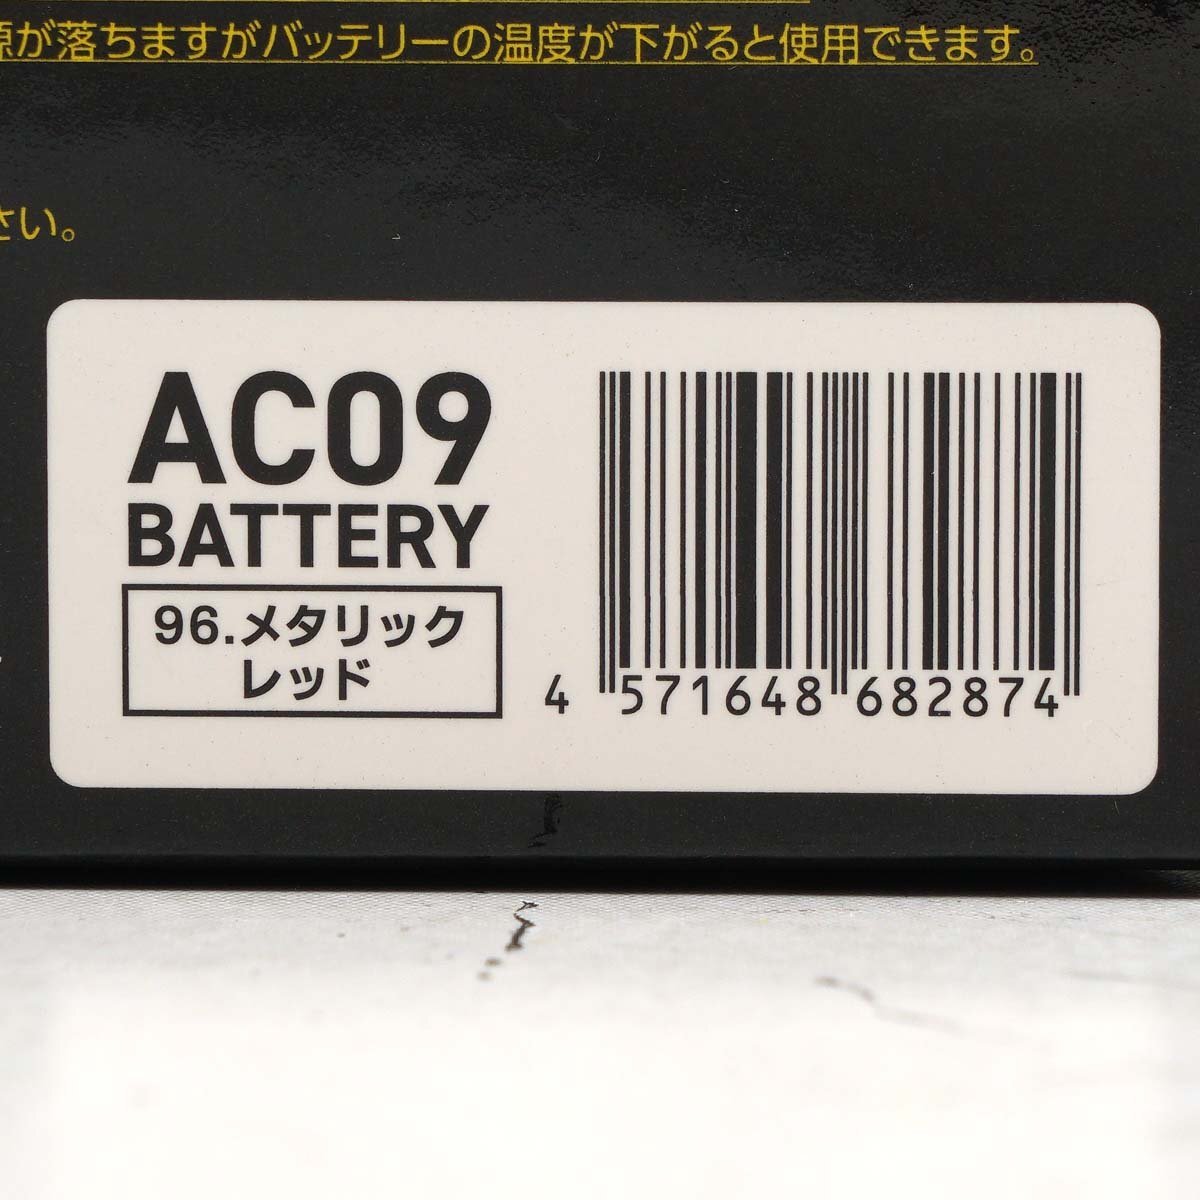 源が落ちますがバッテリーの温度が下がると使用できます。
さい。
AC09
BATTERY
96.メタリック
レッド
4 571648 682874